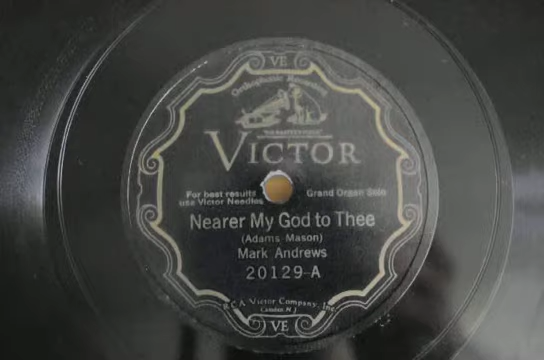 VE
Orthophonic Recording
"HIS MASTER'S VOICE"
VICTOR
For best results
use Victor Needles
Grand Organ Solo
Nearer My God to Thee
(Adams-Mason)
Mark Andrews
20129-A
RCA Victor Company, Inc.
Camden, N J
VE